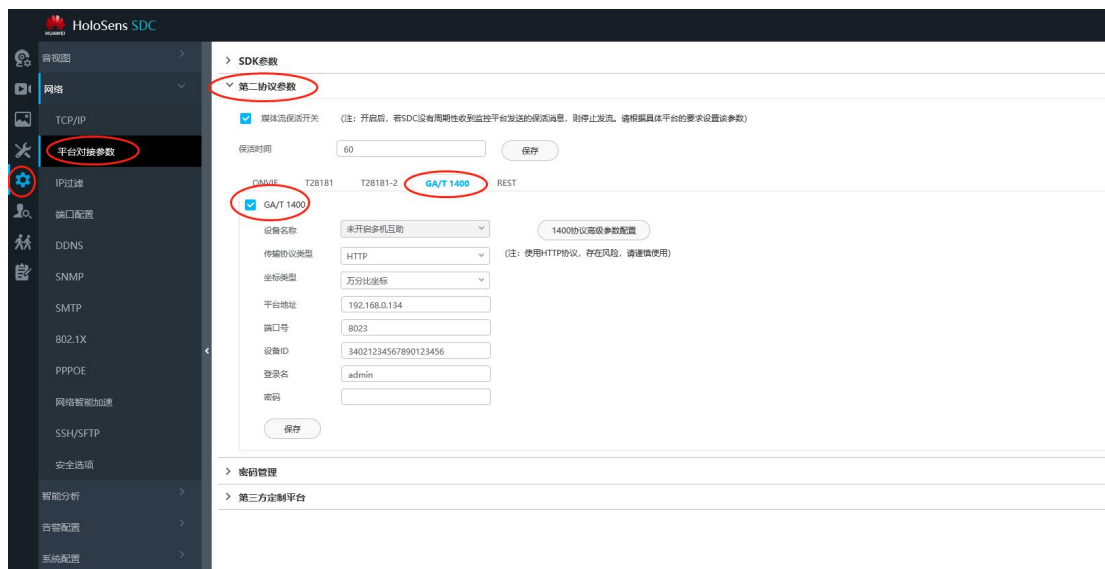 HUAWEI HoloSens SDC
音视图
网络
TCP/IP
平台对接参数
IP过滤
端口配置
DDNS
SNMP
SMTP
802.1X
PPPOE
网络智能加速
SSH/SFTP
安全选项
智能分析
告警配置
系统配置
SDK参数
第二协议参数
媒体流保活开关 (注: 开启后，若SDC没有周期性收到监控平台发送的保活消息，则停止发流。请根据具体平台的要求设置该参数)
保活时间 60 保存
ONVIF T28181 T28181-2 GA/T 1400 REST
GA/T 1400
设备名称 未开启多机互助 1400协议高级参数配置
传输协议类型 HTTP (注: 使用HTTP协议，存在风险，请谨慎使用)
坐标类型 万分比坐标
平台地址 192.168.0.134
端口号 8023
设备ID 34021234567890123456
登录名 admin
密码
保存
密码管理
第三方定制平台